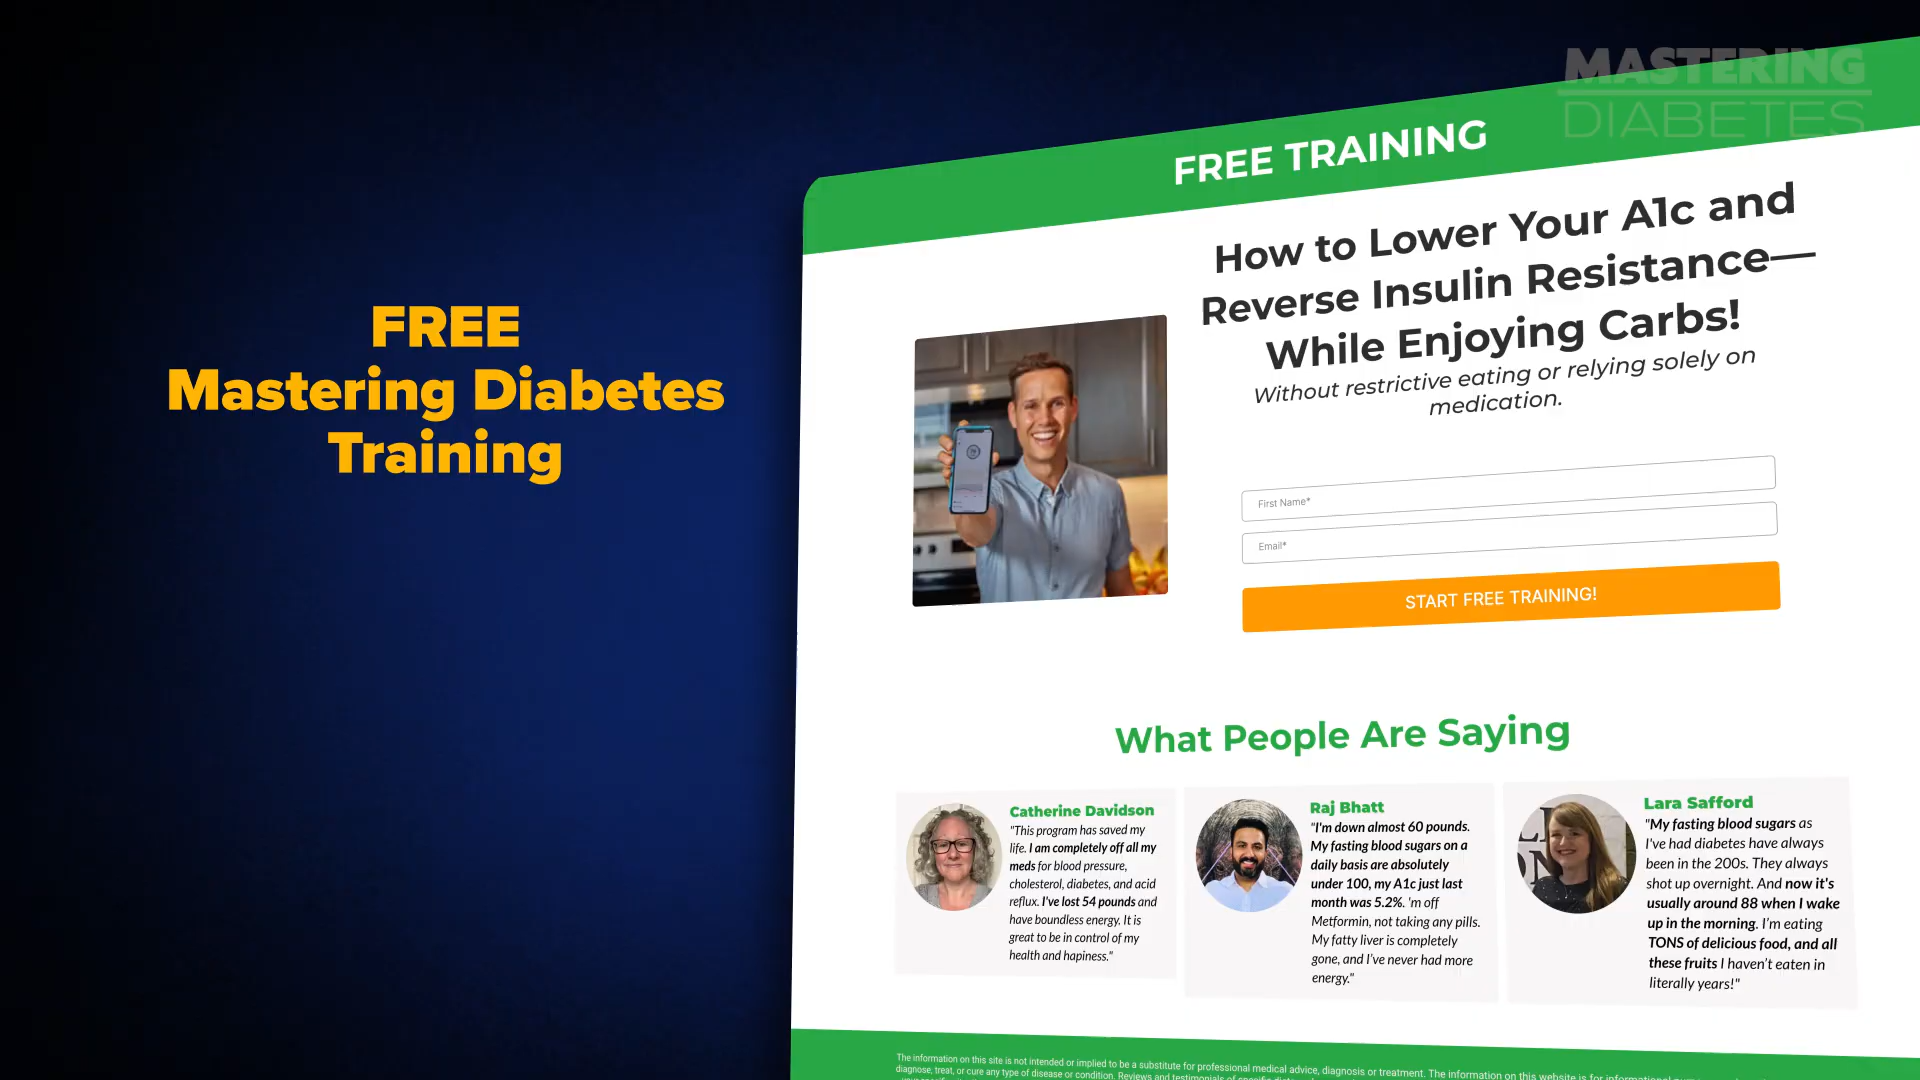 MASTERING
DIABETES
FREE
Mastering Diabetes
Training
FREE TRAINING
How to Lower Your A1c and
Reverse Insulin Resistance—
While Enjoying Carbs!
Without restrictive eating or relying solely on
medication.
First Name*
Email*
START FREE TRAINING!
What People Are Saying
Catherine Davidson
"This program has saved my
life. I am completely off all my
meds for blood pressure,
cholesterol, diabetes, and acid
reflux. I've lost 54 pounds and
have boundless energy. It is
great to be in control of my
health and hapiness."
Raj Bhatt
"I'm down almost 60 pounds.
My fasting blood sugars on a
daily basis are absolutely
under 100, my A1c just last
month was 5.2%. 'm off
Metformin, not taking any pills.
My fatty liver is completely
gone, and I've never had more
energy."
Lara Safford
"My fasting blood sugars as
I've had diabetes have always
been in the 200s. They always
shot up overnight. And now it's
usually around 88 when I wake
up in the morning. I'm eating
TONS of delicious food, and all
these fruits I haven't eaten in
literally years!"
The information on this site is not intended or implied to be a substitute for professional medical advice, diagnosis or treatment. The information on this website is for informational
diagnose, treat, or cure any type of disease or condition. Reviews and testimonials of